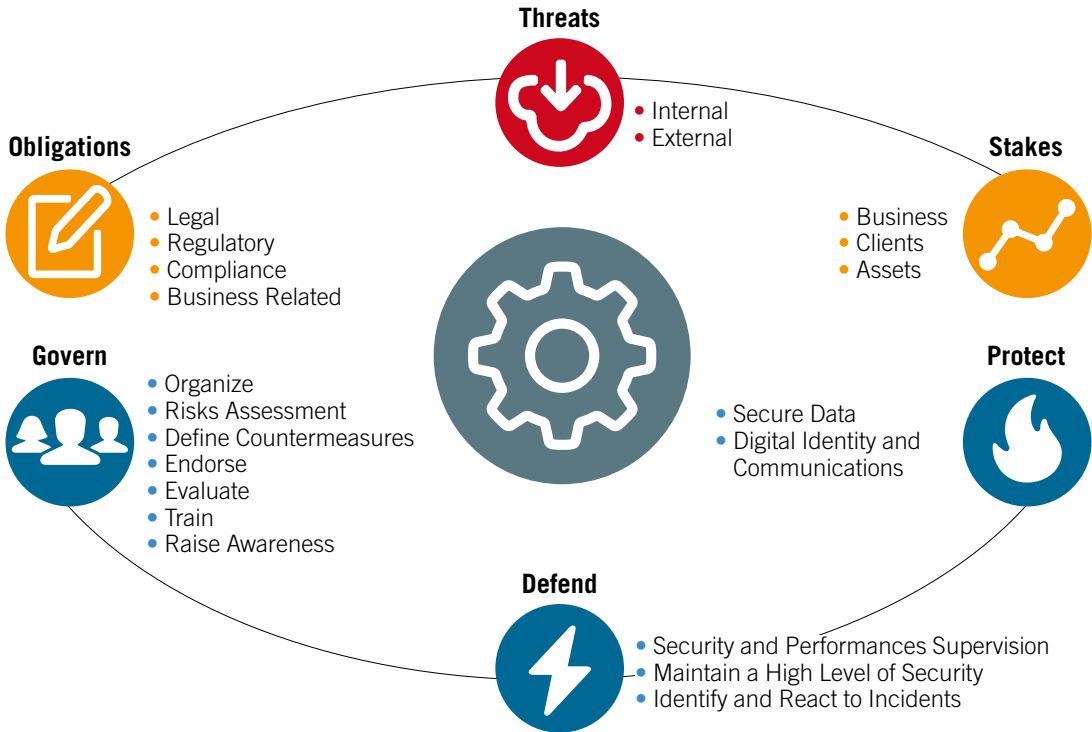 Threats
• Internal
• External
Obligations
• Legal
• Regulatory
• Compliance
• Business Related
Stakes
• Business
• Clients
• Assets
Govern
• Organize
• Risks Assessment
• Define Countermeasures
• Endorse
• Evaluate
• Train
• Raise Awareness
Protect
• Secure Data
• Digital Identity and
Communications
Defend
• Security and Performances Supervision
• Maintain a High Level of Security
• Identify and React to Incidents